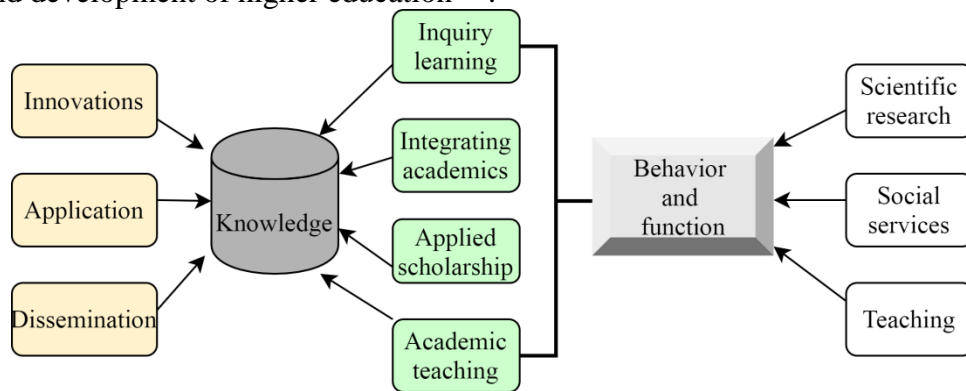 nd development of higher education
Inquiry
learning
Innovations
Integrating
academics
Application
Knowledge
Applied
scholarship
Dissemination
Academic
teaching
Behavior
and
function
Scientific
research
Social
services
Teaching